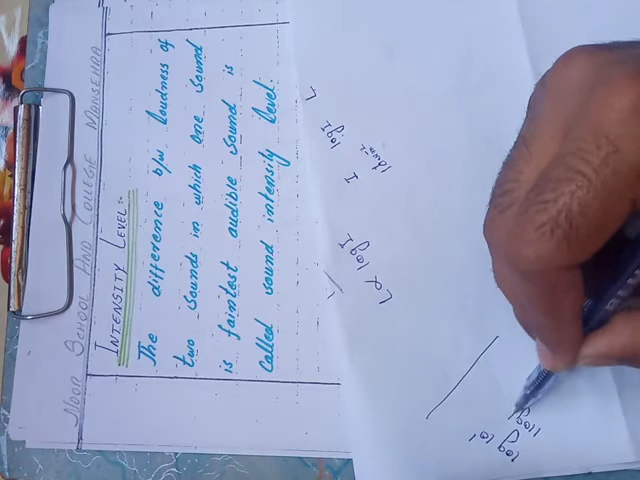 NOOR SCHOOL AND COLLEGE MANSEHRA
INTENSITY LEVEL:-
The difference b/w loudness of
two sounds in which one sound
is faintest audible sound is
called sound intensity level.
L
log I
I
L α log I
L
log 10¹